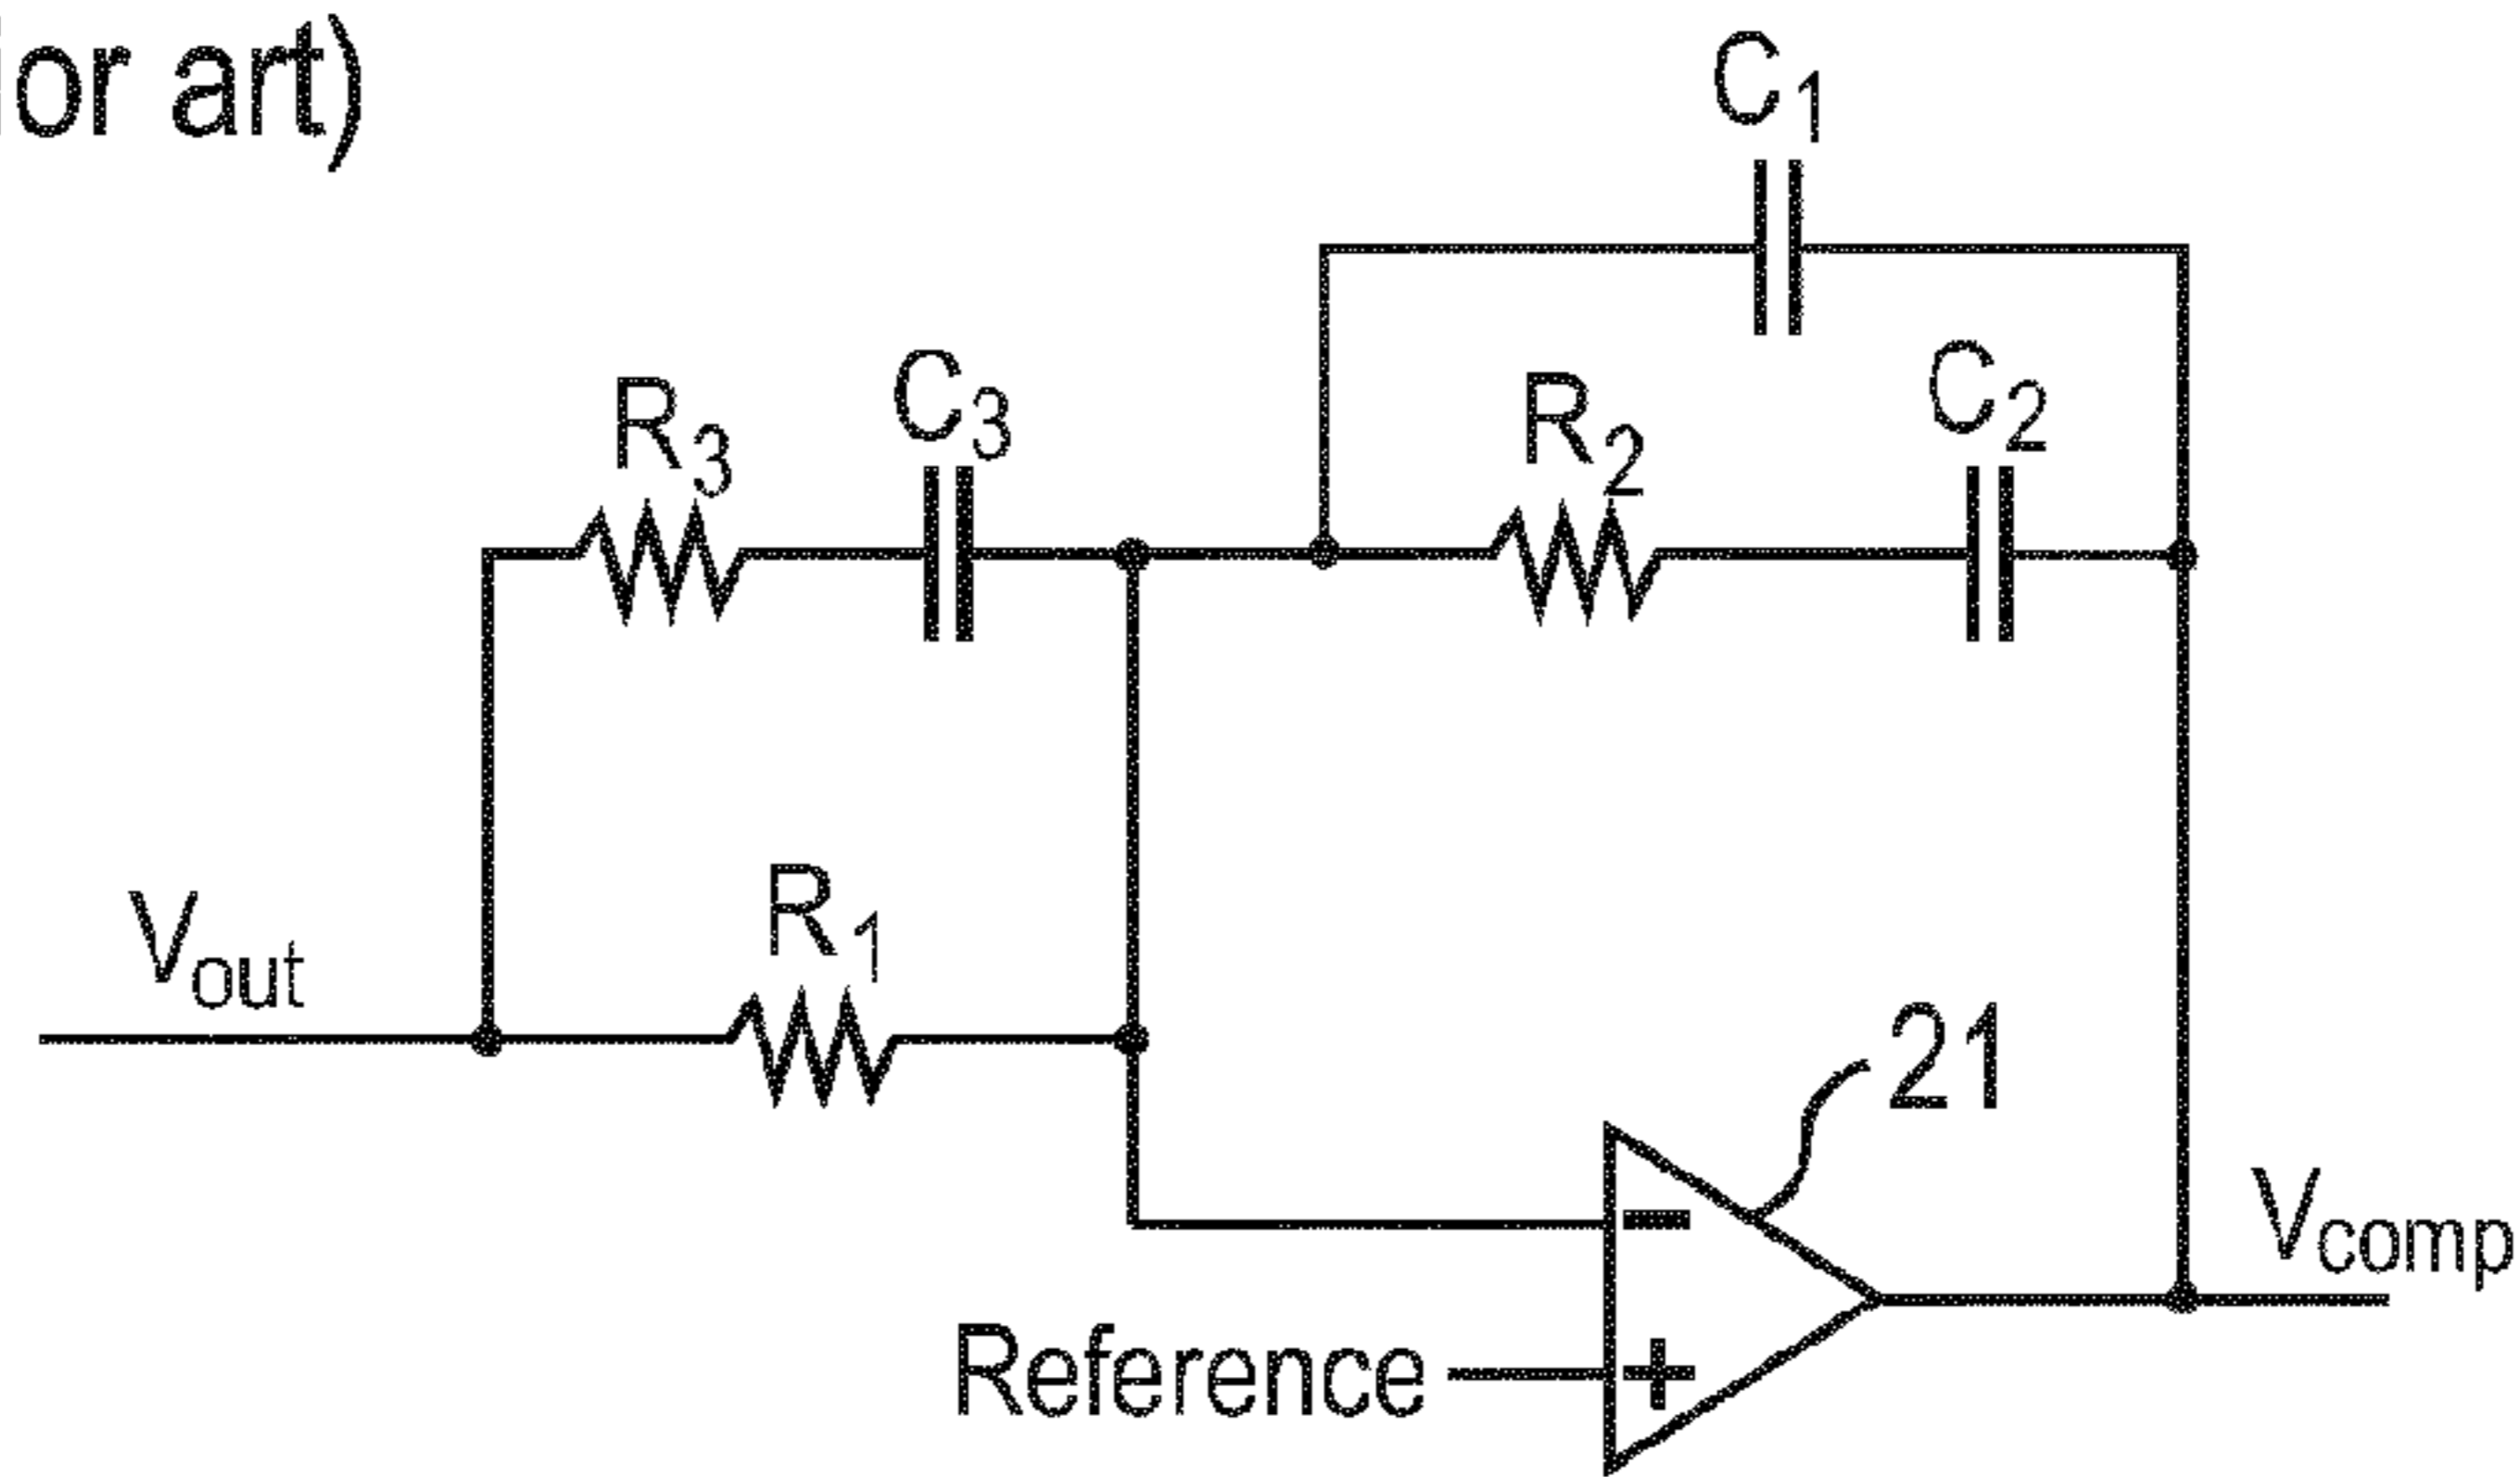 ior art)
C1
C3
R3
R2
C2
R1
Vout
21
Vcomp
Reference
-
+